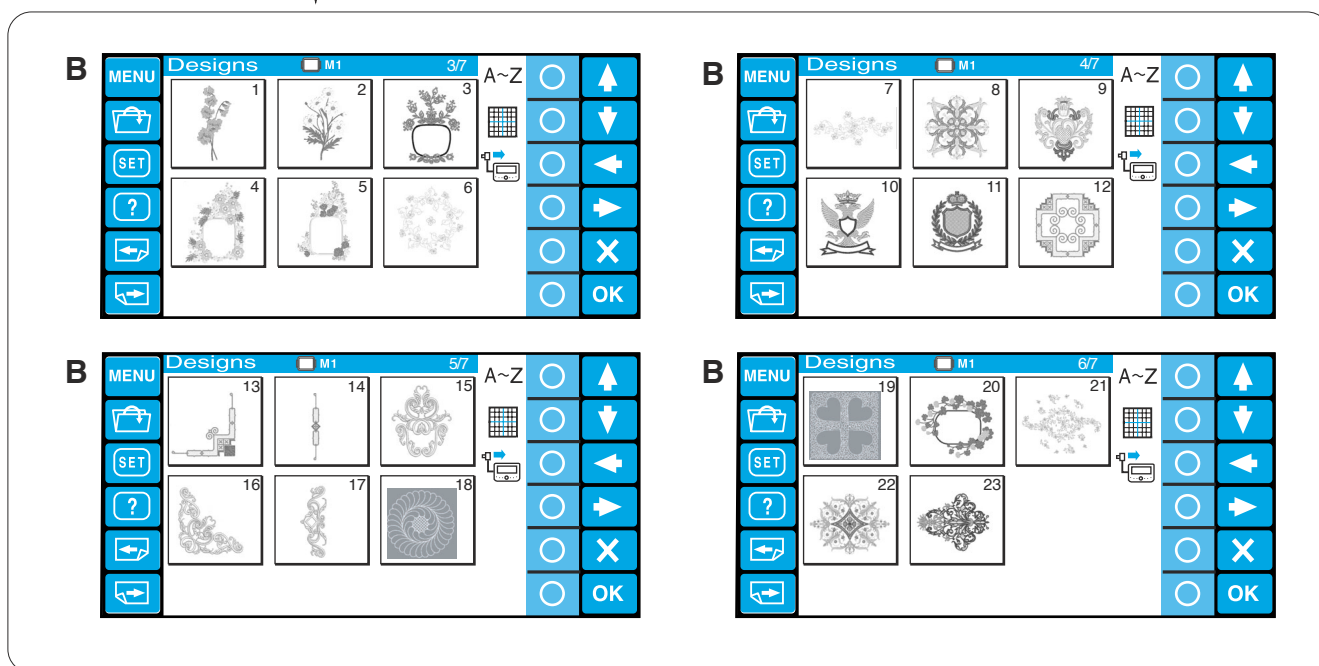 B
MENU
Designs M1 3/7
A~Z
1 2 3
SET
4 5 6
?
OK
B
MENU
Designs M1 4/7
A~Z
7 8 9
SET
10 11 12
?
OK
B
MENU
Designs M1 5/7
A~Z
13 14 15
SET
16 17 18
?
OK
B
MENU
Designs M1 6/7
A~Z
19 20 21
SET
22 23
?
OK